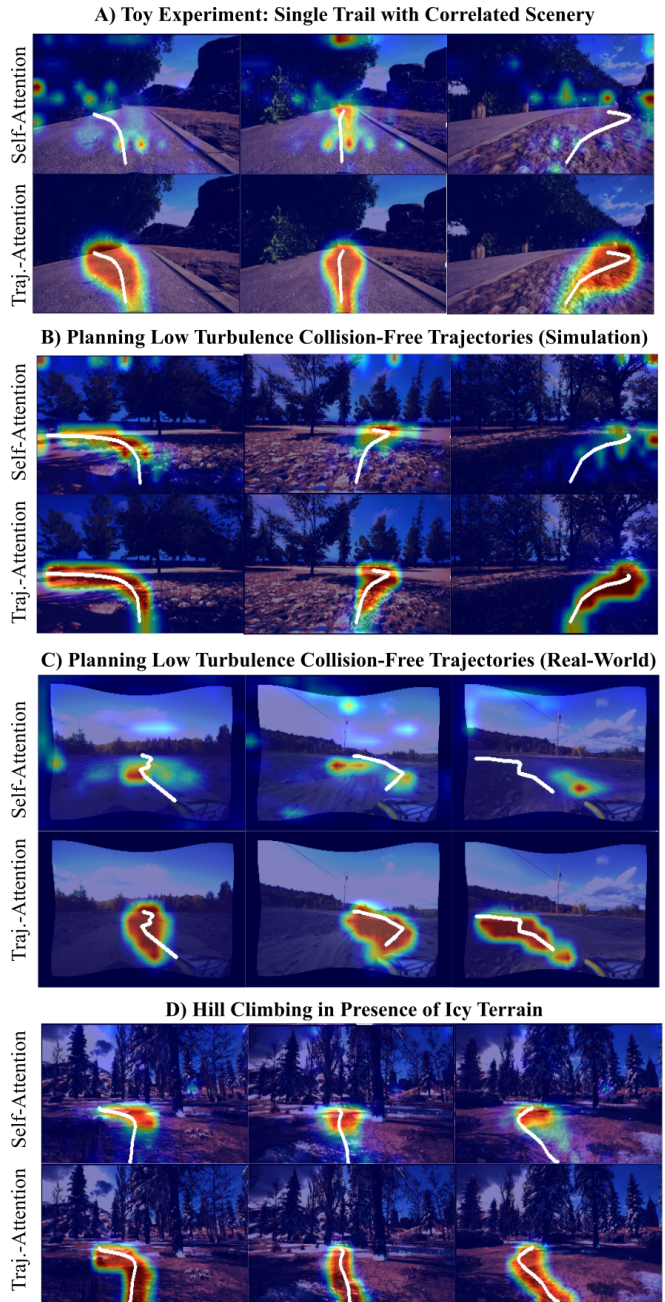 A) Toy Experiment: Single Trail with Correlated Scenery
Self-Attention
Traj.-Attention
B) Planning Low Turbulence Collision-Free Trajectories (Simulation)
Self-Attention
Traj.-Attention
C) Planning Low Turbulence Collision-Free Trajectories (Real-World)
Self-Attention
Traj.-Attention
D) Hill Climbing in Presence of Icy Terrain
Self-Attention
Traj.-Attention